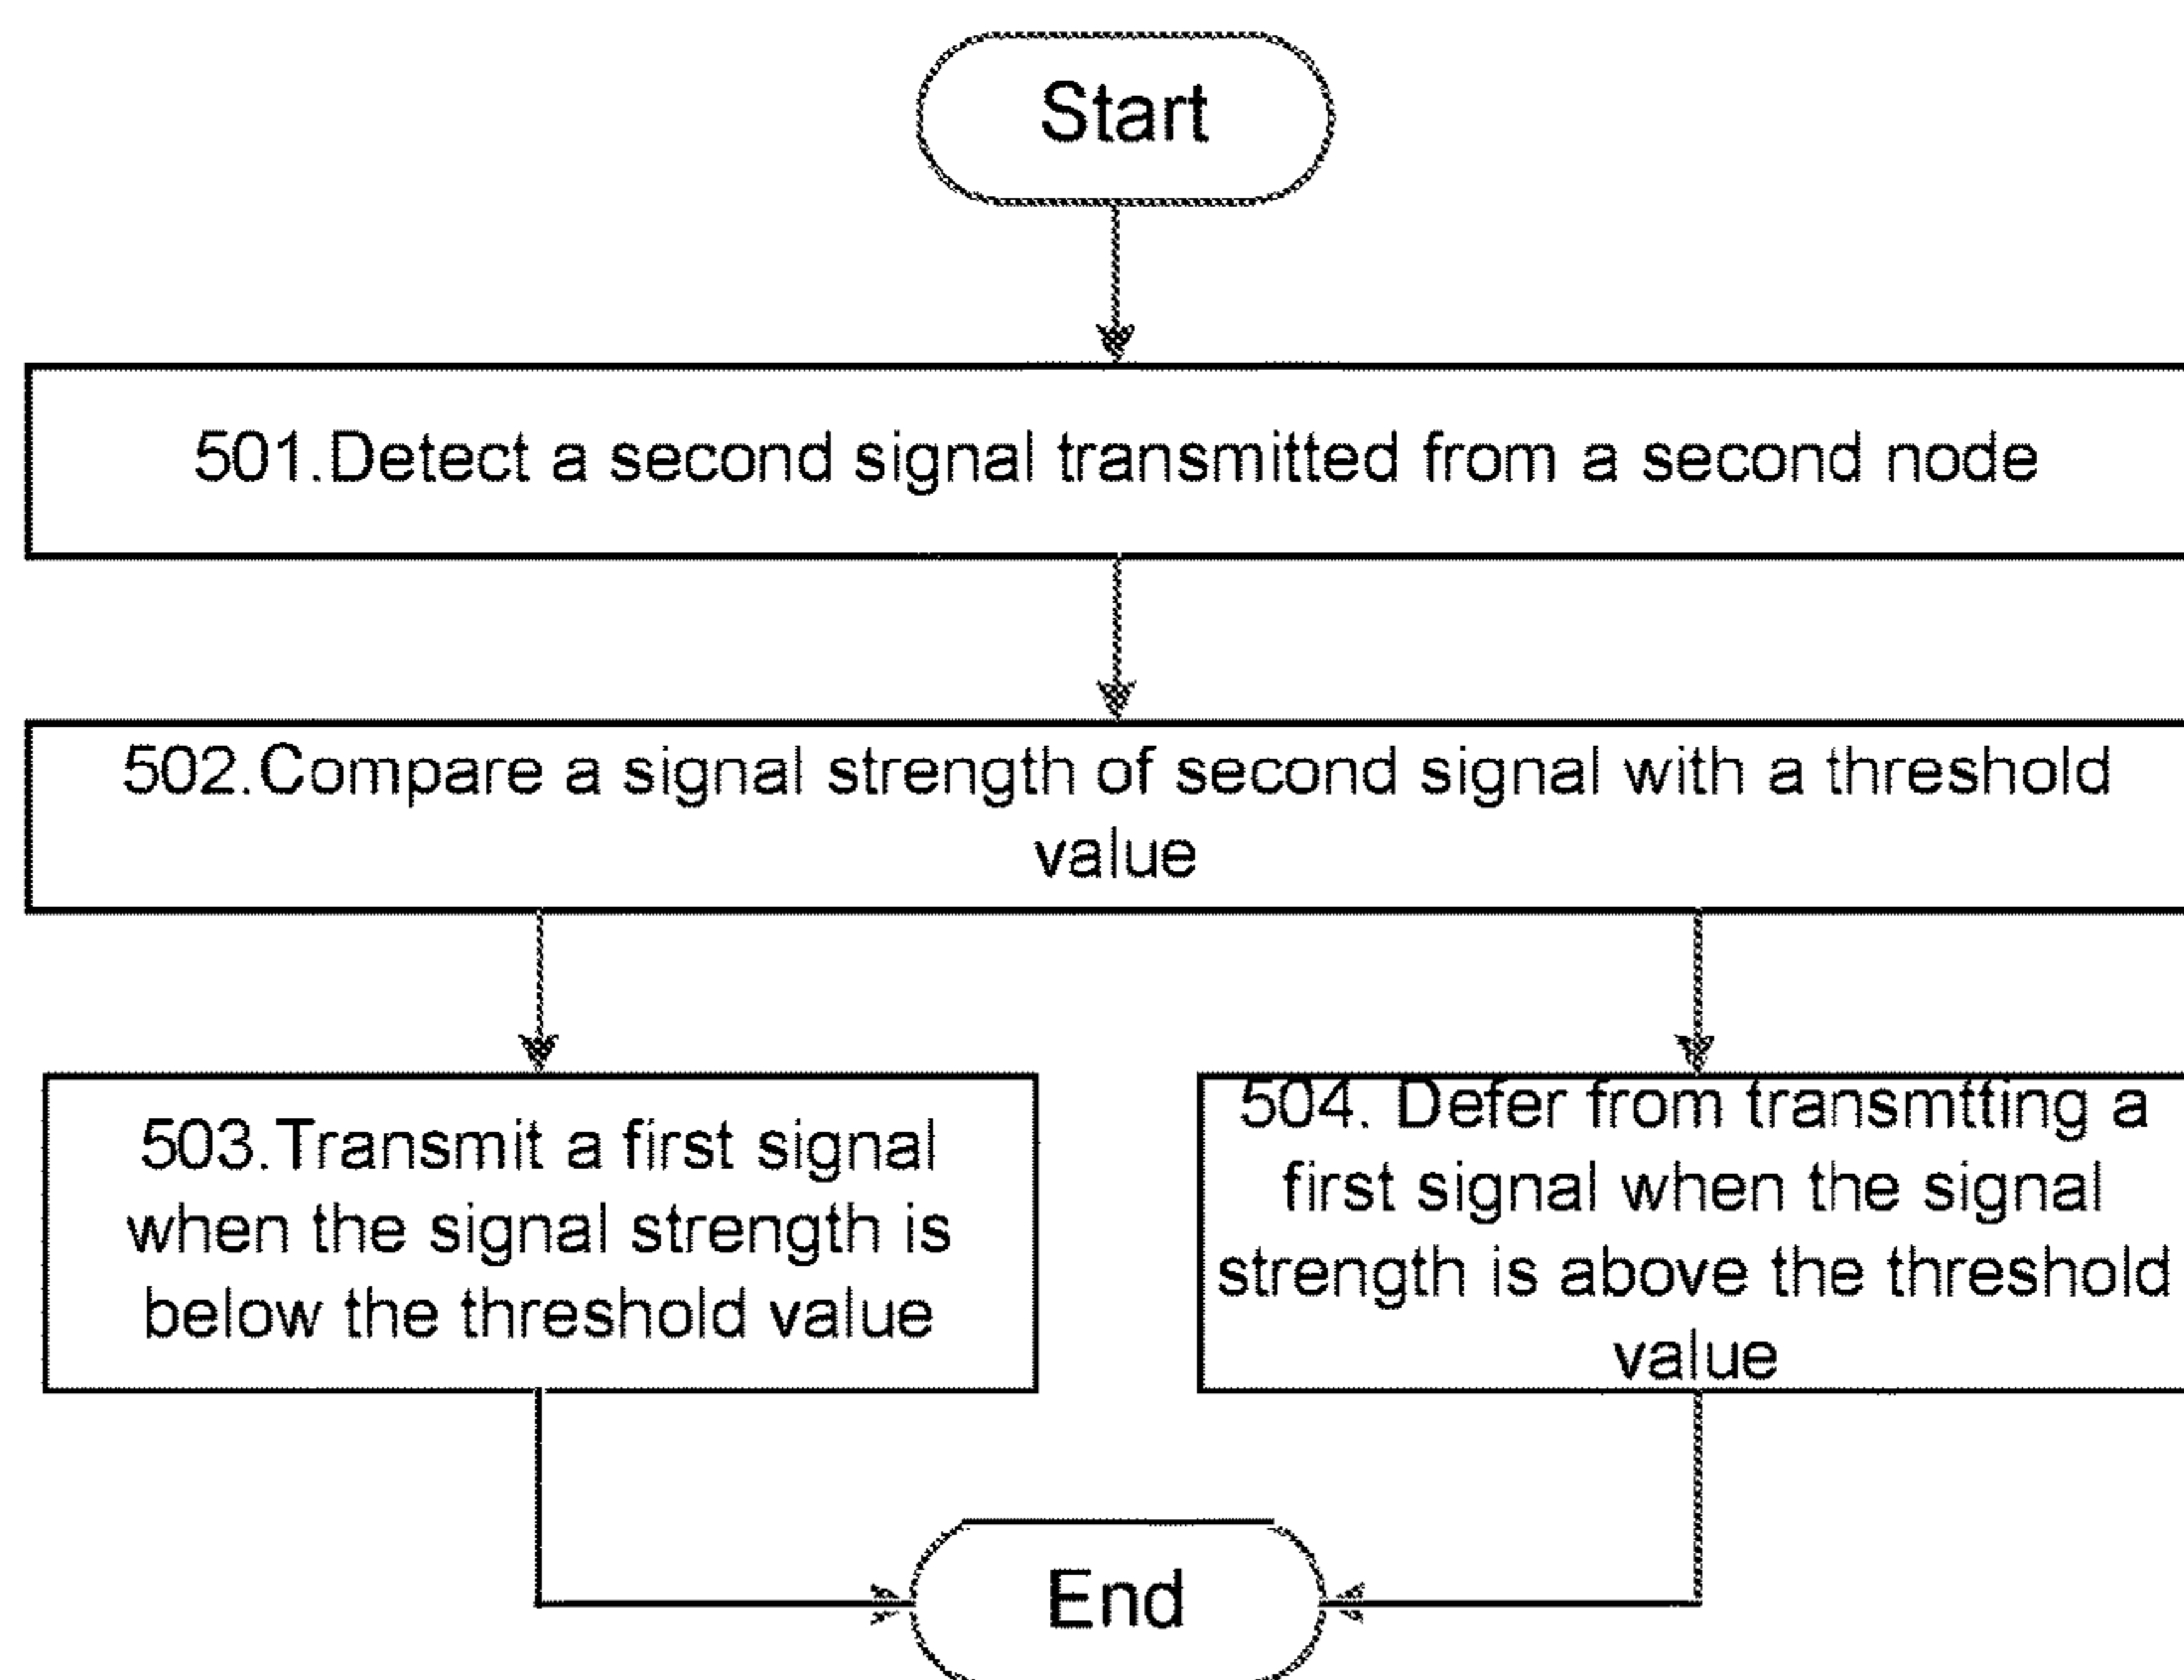 Start
501.Detect a second signal transmitted from a second node
502.Compare a signal strength of second signal with a threshold
value
503.Transmit a first signal
when the signal strength is
below the threshold value
504. Defer from transmtting a
first signal when the signal
strength is above the threshold
value
End